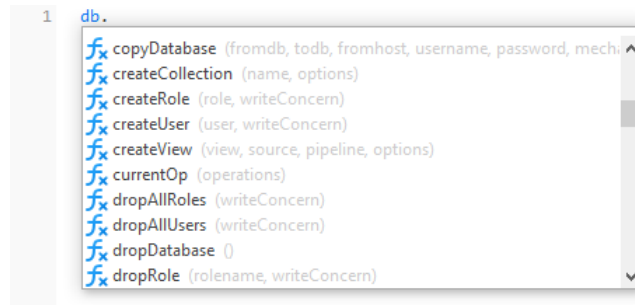 1 db.
copyDatabase (fromdb, todb, fromhost, username, password, mech
createCollection (name, options)
createRole (role, writeConcern)
createUser (user, writeConcern)
createView (view, source, pipeline, options)
currentOp (operations)
dropAllRoles (writeConcern)
dropAllUsers (writeConcern)
dropDatabase ()
dropRole (rolename, writeConcern)